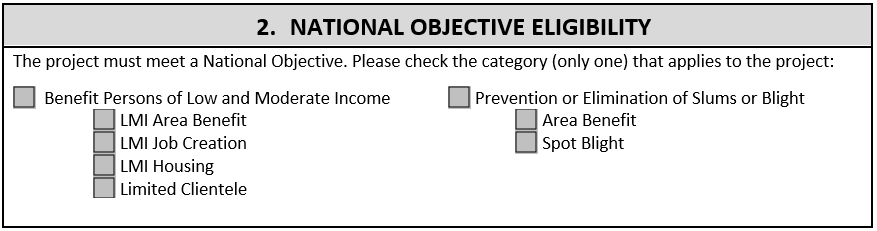 2. NATIONAL OBJECTIVE ELIGIBILITY
The project must meet a National Objective. Please check the category (only one) that applies to the project:
Benefit Persons of Low and Moderate Income
LMI Area Benefit
LMI Job Creation
LMI Housing
Limited Clientele
Prevention or Elimination of Slums or Blight
Area Benefit
Spot Blight